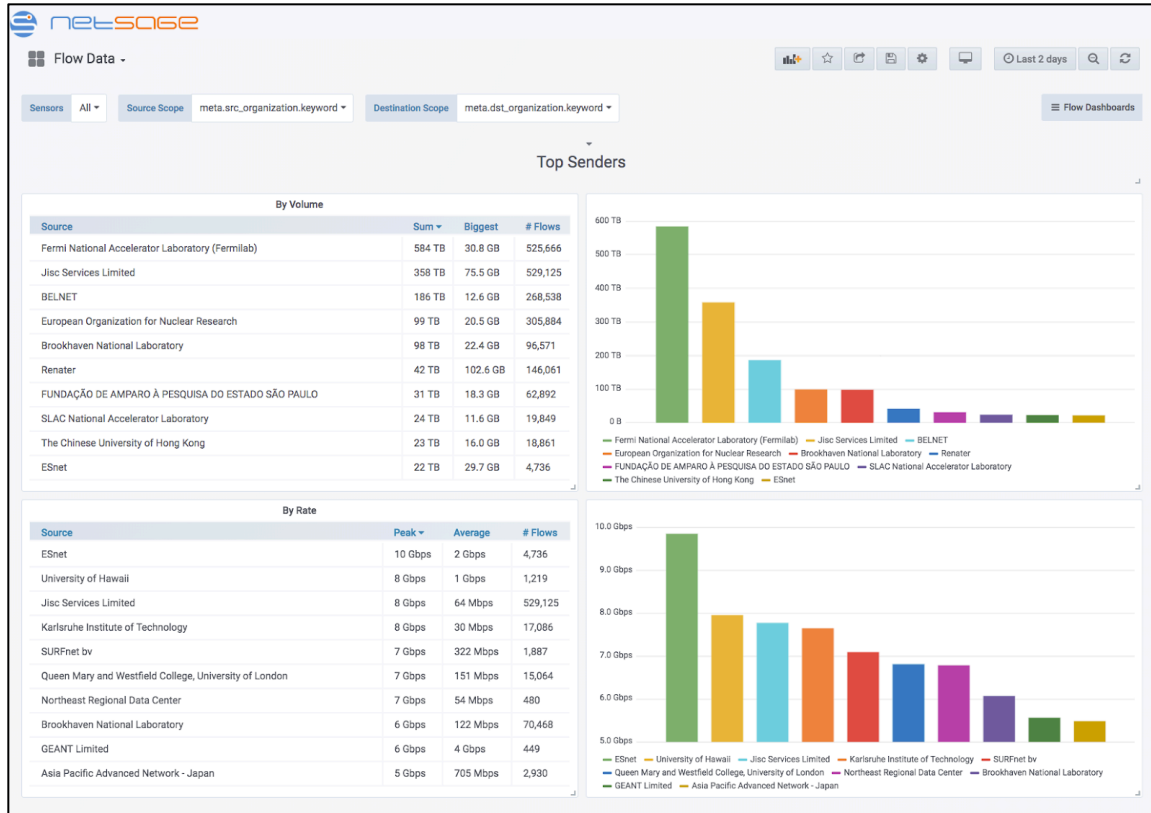 netsage
Flow Data
Last 2 days
Sensors All Source Scope meta.src_organization.keyword Destination Scope meta.dst_organization.keyword Flow Dashboards
Top Senders
By Volume
Source Sum Biggest # Flows
Fermi National Accelerator Laboratory (Fermilab) 584 TB 30.8 GB 525,666
Jisc Services Limited 358 TB 75.5 GB 529,125
BELNET 186 TB 12.6 GB 268,538
European Organization for Nuclear Research 99 TB 20.5 GB 305,884
Brookhaven National Laboratory 98 TB 22.4 GB 96,571
Renater 42 TB 102.6 GB 146,061
FUNDAÇÃO DE AMPARO À PESQUISA DO ESTADO SÃO PAULO 31 TB 18.3 GB 62,892
SLAC National Accelerator Laboratory 24 TB 11.6 GB 19,849
The Chinese University of Hong Kong 23 TB 16.0 GB 18,861
ESnet 22 TB 29.7 GB 4,736
600 TB
500 TB
400 TB
300 TB
200 TB
100 TB
0 B
Fermi National Accelerator Laboratory (Fermilab) Jisc Services Limited BELNET
European Organization for Nuclear Research Brookhaven National Laboratory Renater
FUNDAÇÃO DE AMPARO À PESQUISA DO ESTADO SÃO PAULO SLAC National Accelerator Laboratory
The Chinese University of Hong Kong ESnet
By Rate
Source Peak Average # Flows
ESnet 10 Gbps 2 Gbps 4,736
University of Hawaii 8 Gbps 1 Gbps 1,219
Jisc Services Limited 8 Gbps 64 Mbps 529,125
Karlsruhe Institute of Technology 8 Gbps 30 Mbps 17,086
SURFnet bv 7 Gbps 322 Mbps 1,887
Queen Mary and Westfield College, University of London 7 Gbps 151 Mbps 15,064
Northeast Regional Data Center 7 Gbps 54 Mbps 480
Brookhaven National Laboratory 6 Gbps 122 Mbps 70,468
GEANT Limited 6 Gbps 4 Gbps 449
Asia Pacific Advanced Network - Japan 5 Gbps 705 Mbps 2,930
10.0 Gbps
9.0 Gbps
8.0 Gbps
7.0 Gbps
6.0 Gbps
5.0 Gbps
ESnet University of Hawaii Jisc Services Limited Karlsruhe Institute of Technology SURFnet bv
Queen Mary and Westfield College, University of London Northeast Regional Data Center Brookhaven National Laboratory
GEANT Limited Asia Pacific Advanced Network - Japan